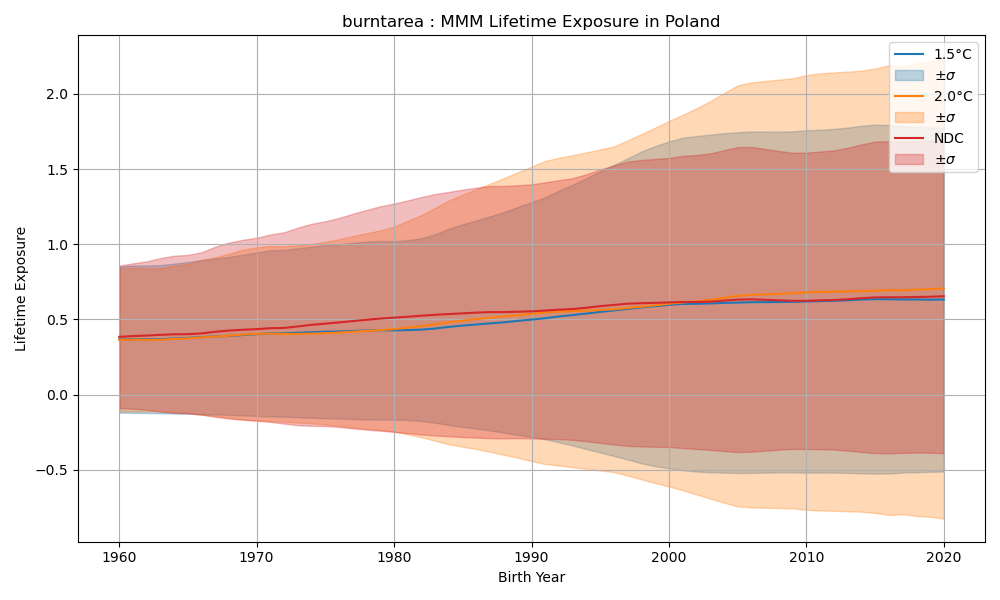 burntarea : MMM Lifetime Exposure in Poland
1.5°C
±σ
2.0°C
±σ
NDC
±σ
2.0
1.5
1.0
0.5
0.0
−0.5
Lifetime Exposure
1960 1970 1980 1990 2000 2010 2020
Birth Year